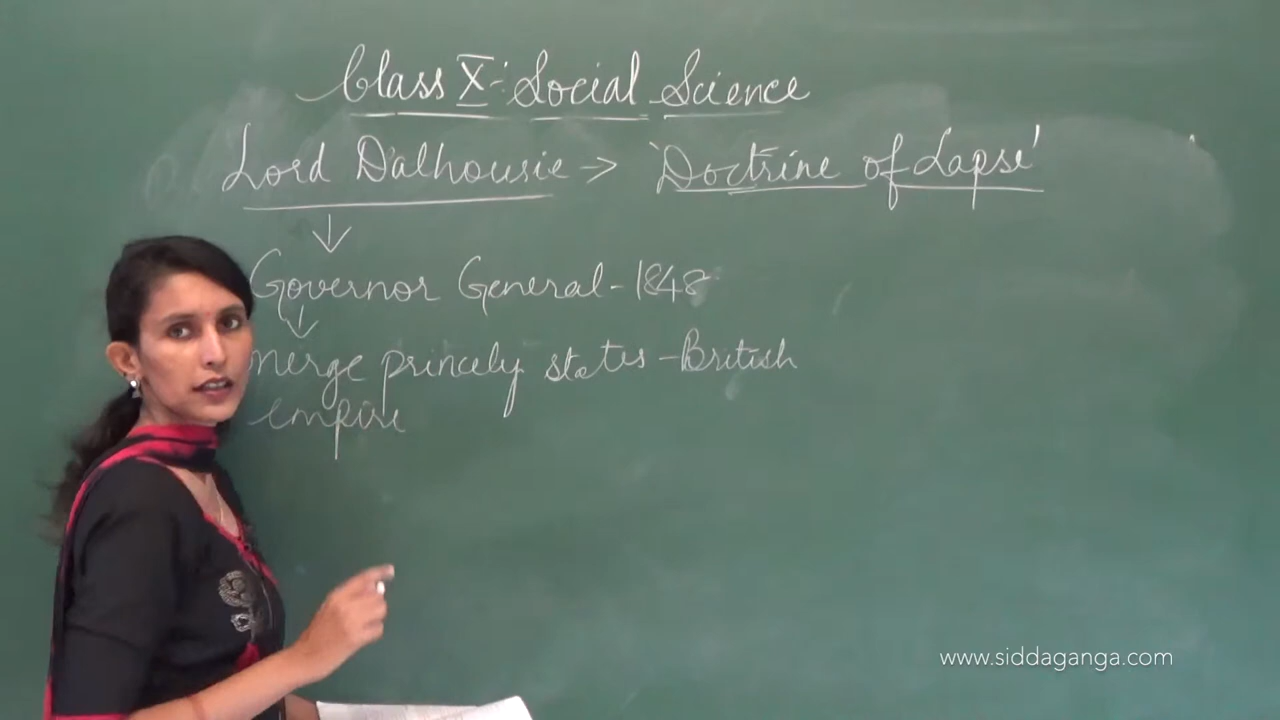 Class X:- Social Science
Lord Dalhousie → 'Doctrine of Lapse'
↓
Governor General - 1848
↓
merge princely states - British
empire
www.siddaganga.com